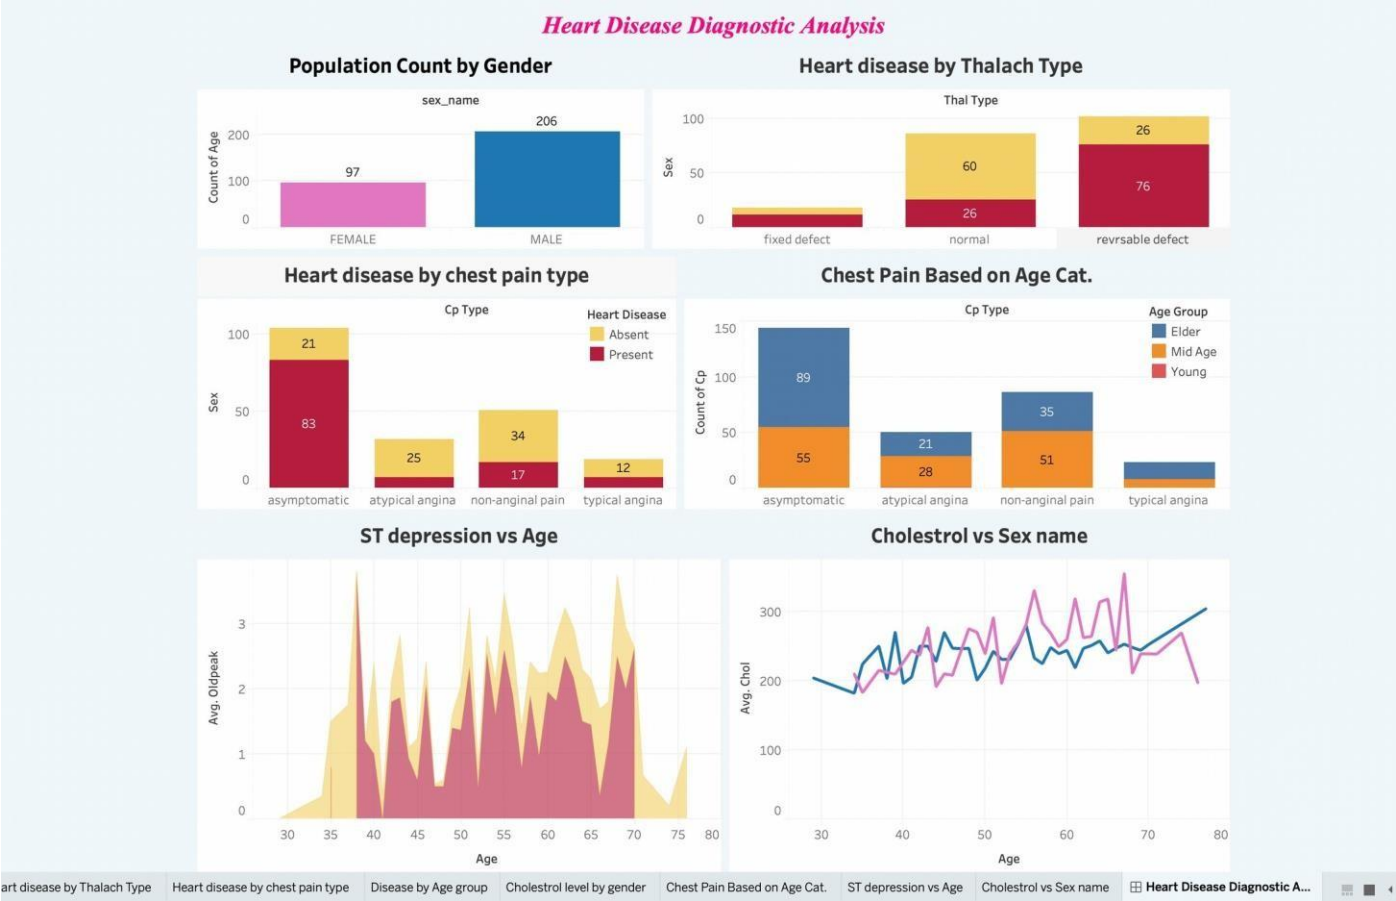 Heart Disease Diagnostic Analysis
Population Count by Gender
sex_name
Count of Age
200
100
0
97
206
FEMALE
MALE
Heart disease by Thalach Type
Thal Type
Sex
100
50
0
60
26
26
76
fixed defect
normal
revrsable defect
Heart disease by chest pain type
Cp Type
Heart Disease
Absent
Present
Sex
100
50
0
21
83
25
34
17
12
asymptomatic
atypical angina
non-anginal pain
typical angina
Chest Pain Based on Age Cat.
Cp Type
Age Group
Elder
Mid Age
Young
Count of Cp
150
100
50
0
89
55
21
28
35
51
asymptomatic
atypical angina
non-anginal pain
typical angina
ST depression vs Age
Avg. Oldpeak
3
2
1
0
30 35 40 45 50 55 60 65 70 75 80
Age
Cholestrol vs Sex name
Avg. Chol
300
200
100
0
30 40 50 60 70 80
Age
art disease by Thalach Type
Heart disease by chest pain type
Disease by Age group
Cholestrol level by gender
Chest Pain Based on Age Cat.
ST depression vs Age
Cholestrol vs Sex name
Heart Disease Diagnostic A...